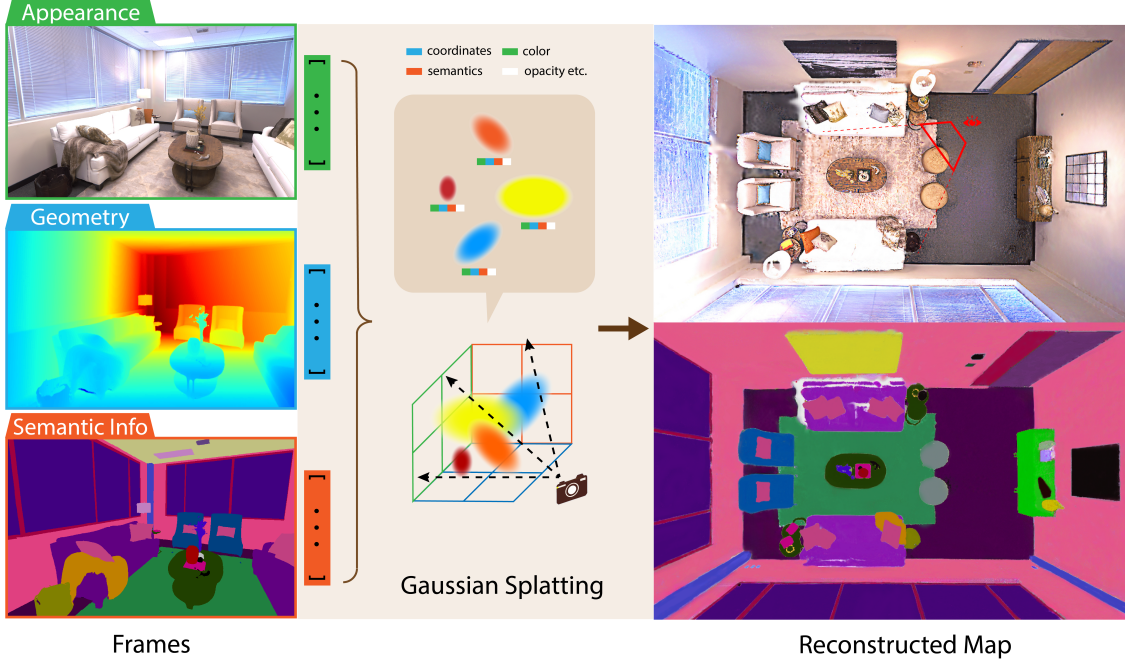 Appearance
Geometry
Semantic Info
Frames
coordinates
color
semantics
opacity etc.
Gaussian Splatting
Reconstructed Map